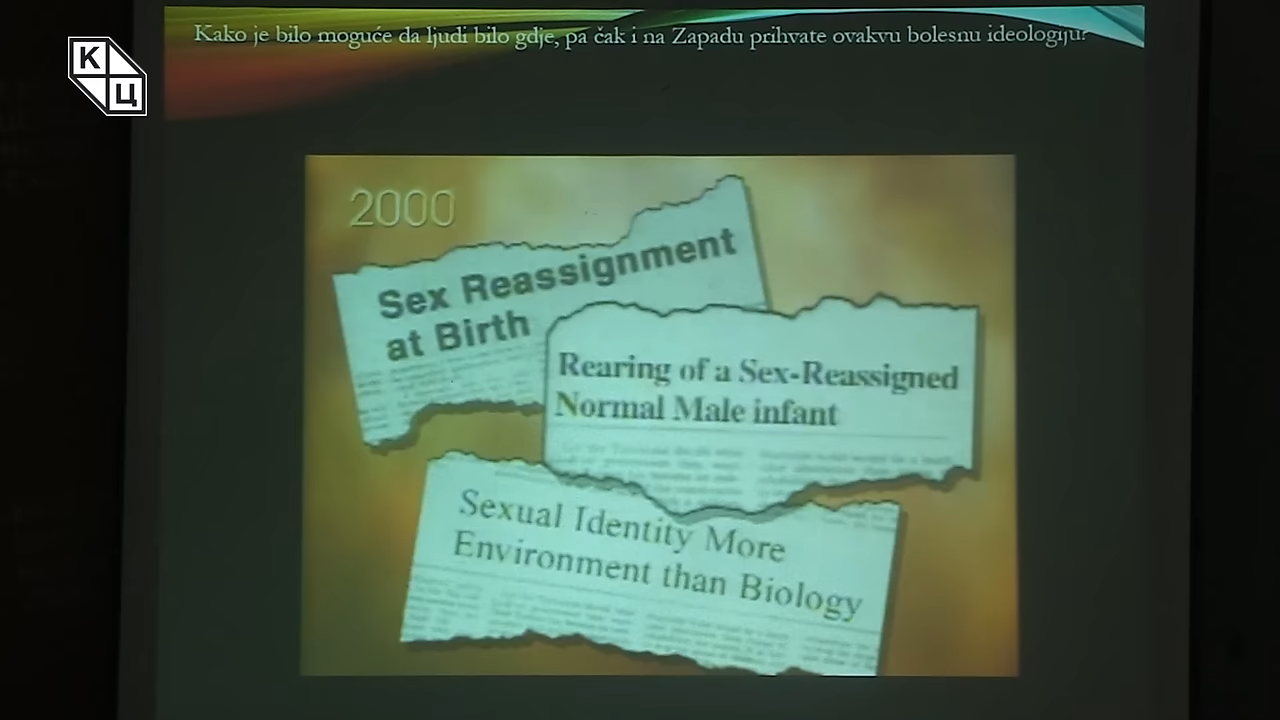 Kako je bilo moguće da ljudi bilo gdje, pa čak i na Zapadu prihvate ovakvu bolesnu ideologiju?
К
Ц
2000
Sex Reassignment
at Birth
Rearing of a Sex-Reassigned
Normal Male infant
Sexual Identity More
Environment than Biology